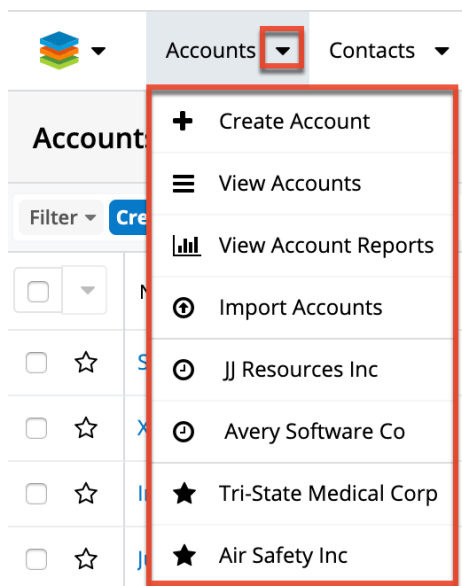 Accounts
Contacts
Accounts
Create Account
View Accounts
Filter
Cre
View Account Reports
Import Accounts
JJ Resources Inc
Avery Software Co
Tri-State Medical Corp
Air Safety Inc